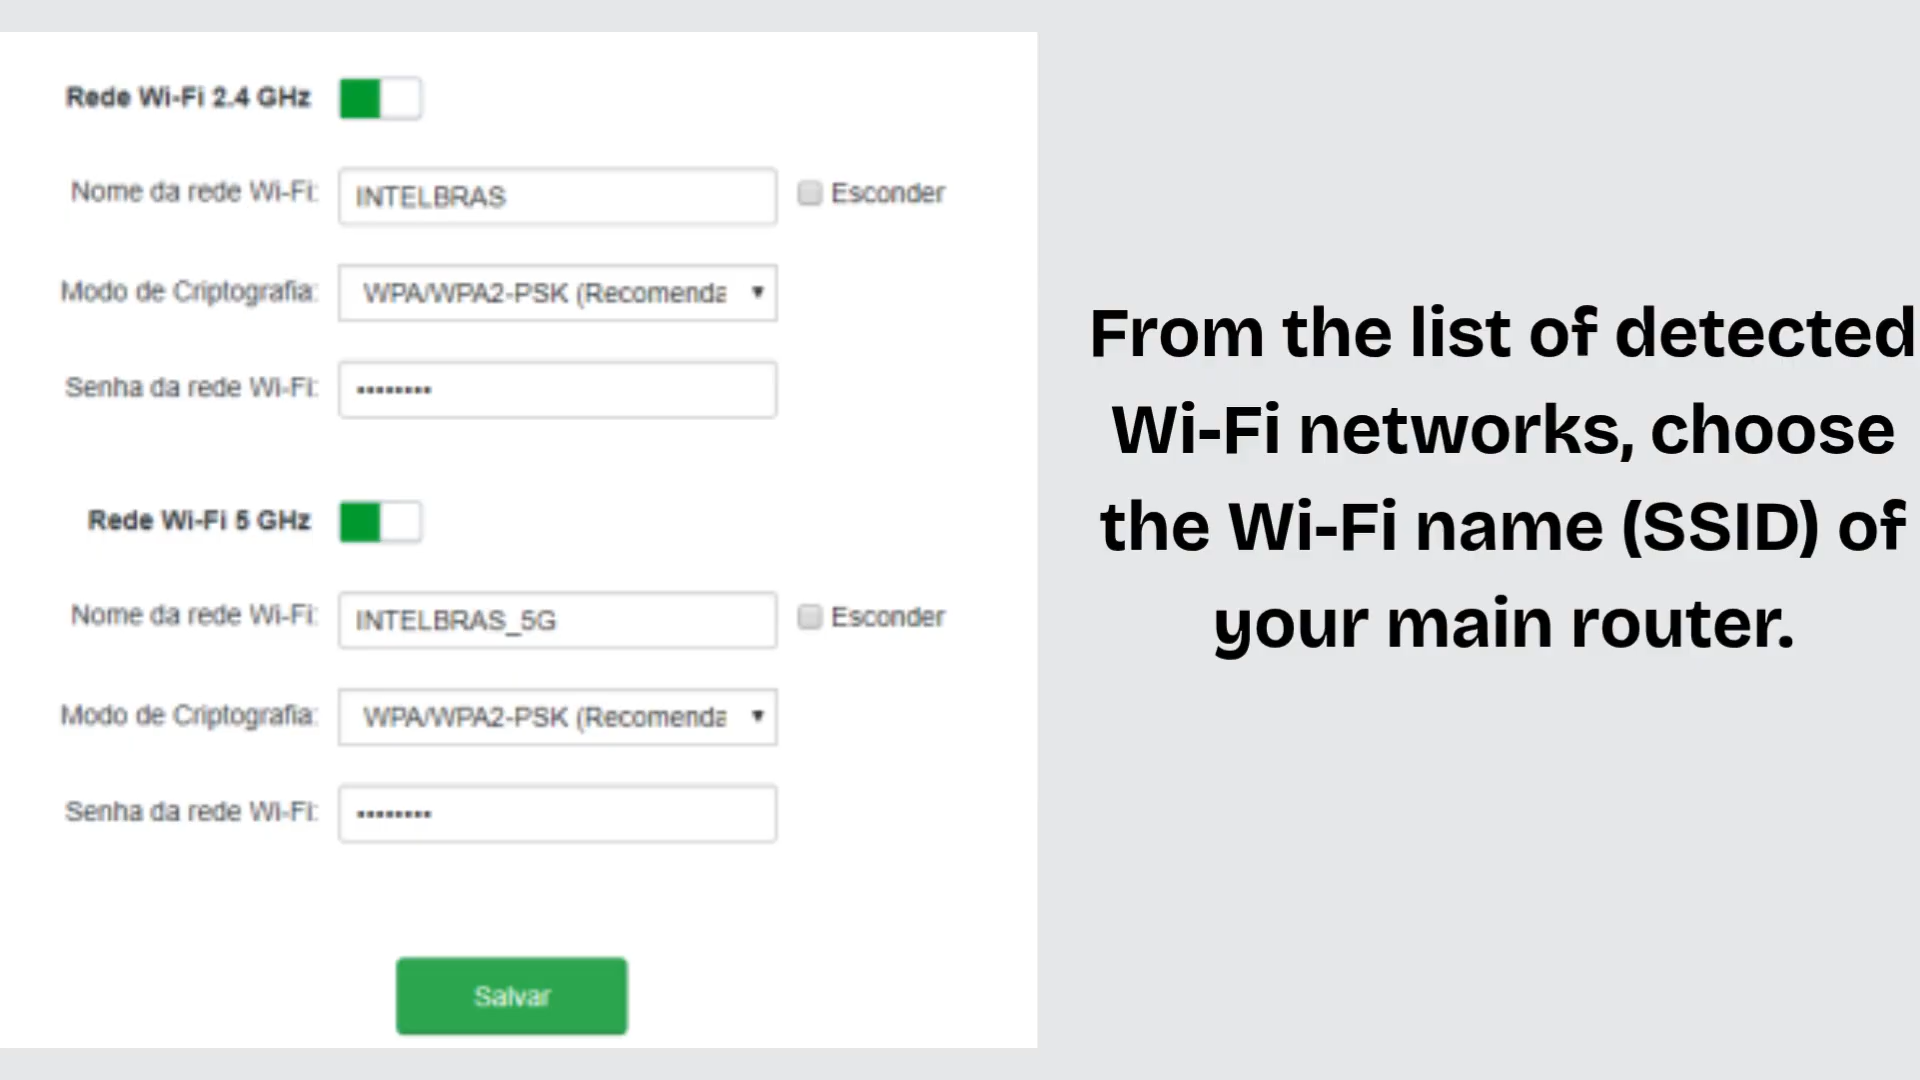 Rede Wi-Fi 2.4 GHz
Nome da rede Wi-Fi: INTELBRAS Esconder
Modo de Criptografia: WPA/WPA2-PSK (Recomenda
Senha da rede Wi-Fi: ••••••••
Rede Wi-Fi 5 GHz
Nome da rede Wi-Fi: INTELBRAS_5G Esconder
Modo de Criptografia: WPA/WPA2-PSK (Recomenda
Senha da rede Wi-Fi: ••••••••
Salvar
From the list of detected
Wi-Fi networks, choose
the Wi-Fi name (SSID) of
your main router.